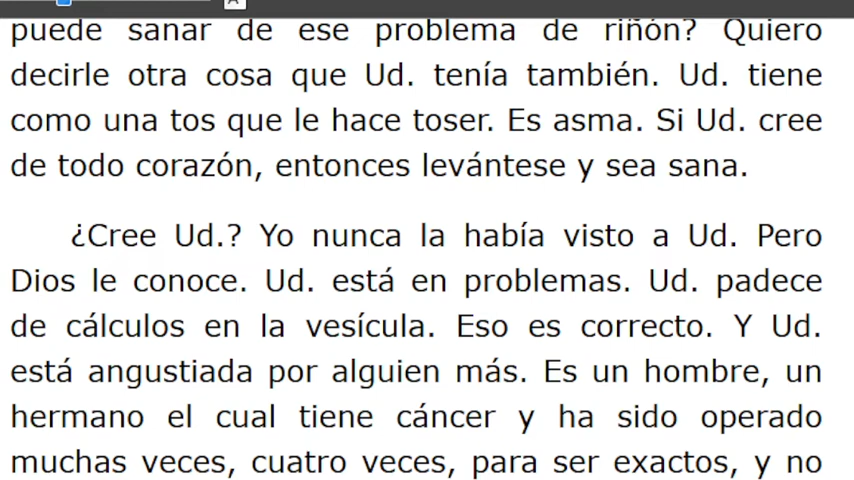 puede sanar de ese problema de riñón? Quiero
decirle otra cosa que Ud. tenía también. Ud. tiene
como una tos que le hace toser. Es asma. Si Ud. cree
de todo corazón, entonces levántese y sea sana.
¿Cree Ud.? Yo nunca la había visto a Ud. Pero
Dios le conoce. Ud. está en problemas. Ud. padece
de cálculos en la vesícula. Eso es correcto. Y Ud.
está angustiada por alguien más. Es un hombre, un
hermano el cual tiene cáncer y ha sido operado
muchas veces, cuatro veces, para ser exactos, y no